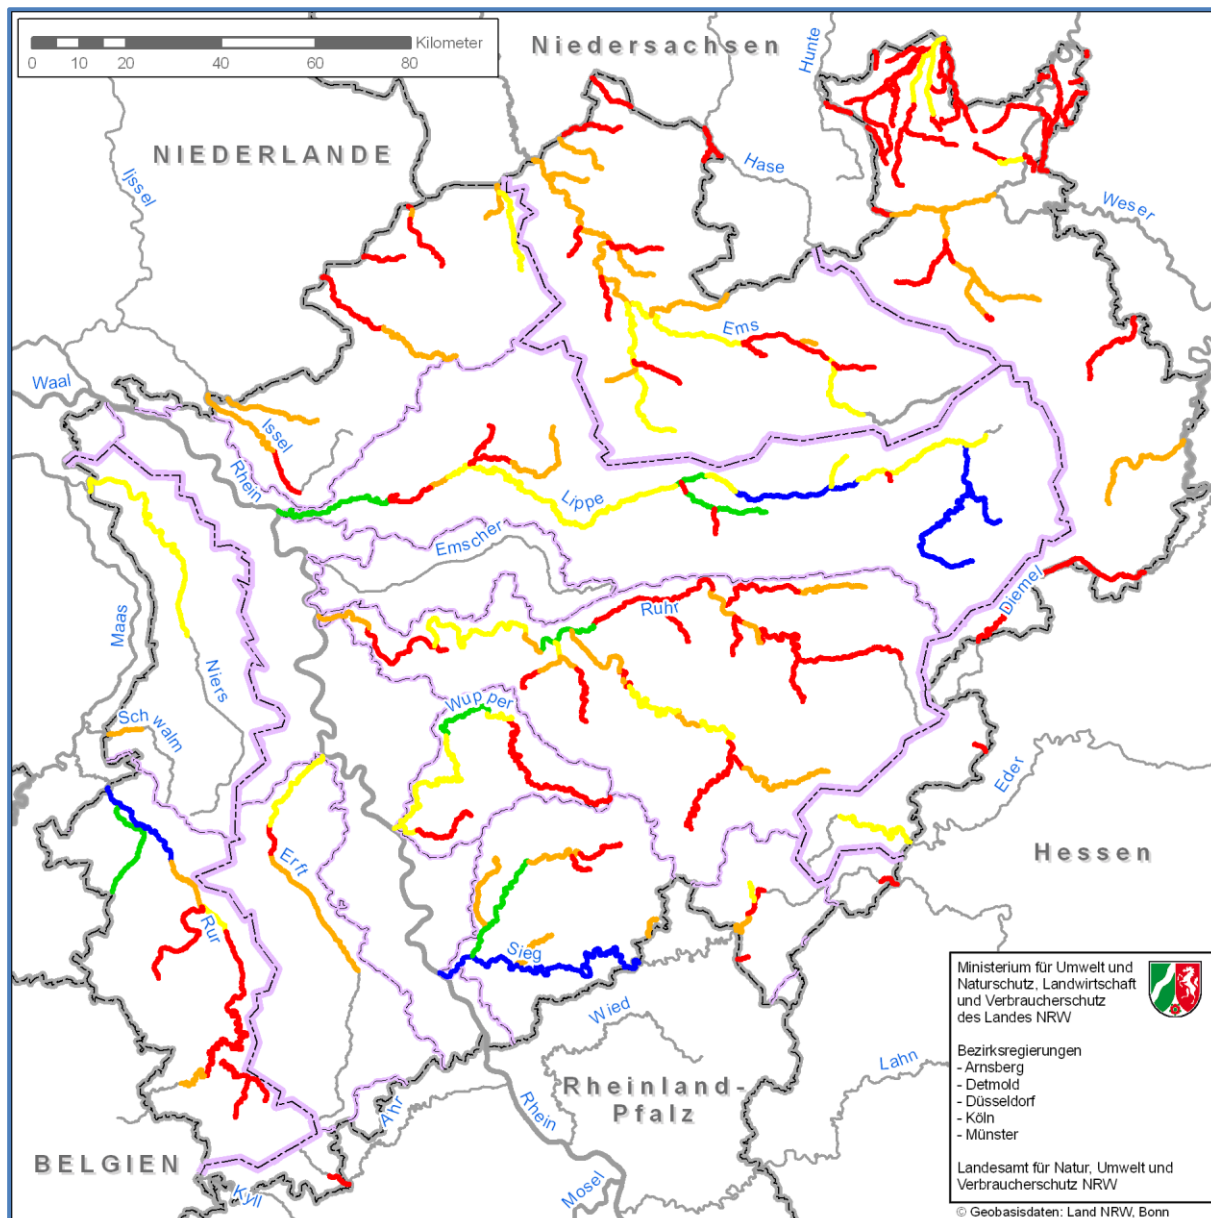 Kilometer
0 10 20 40 60 80
Niedersachsen
Hunte
NIEDERLANDE
Ijssel
Hase
Weser
Ems
Waal
Issel
Rhein
Lippe
Emscher
Maas
Ruhr
Diemel
Niers
Schwalm
Wupper
Eder
Erft
Hessen
Rur
Sieg
Wied
Lahn
Rheinland-
Pfalz
Rhein
Ahr
BELGIEN
Kyll
Mosel
Ministerium für Umwelt und
Naturschutz, Landwirtschaft
und Verbraucherschutz
des Landes NRW
Bezirksregierungen
- Arnsberg
- Detmold
- Düsseldorf
- Köln
- Münster
Landesamt für Natur, Umwelt und
Verbraucherschutz NRW
© Geobasisdaten: Land NRW, Bonn